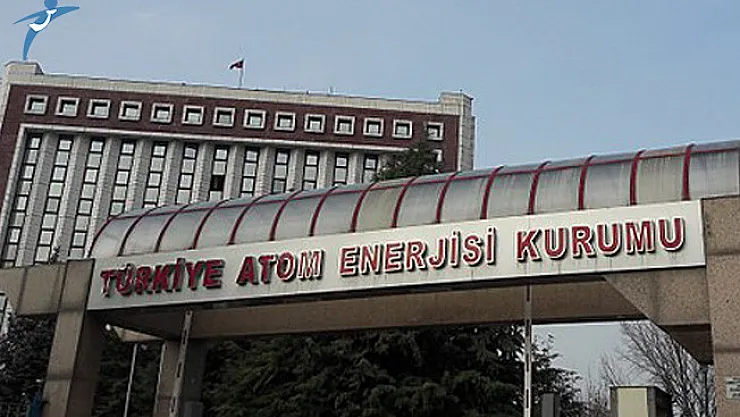 TÜRKİYE ATOM ENERJİSİ KURUMU